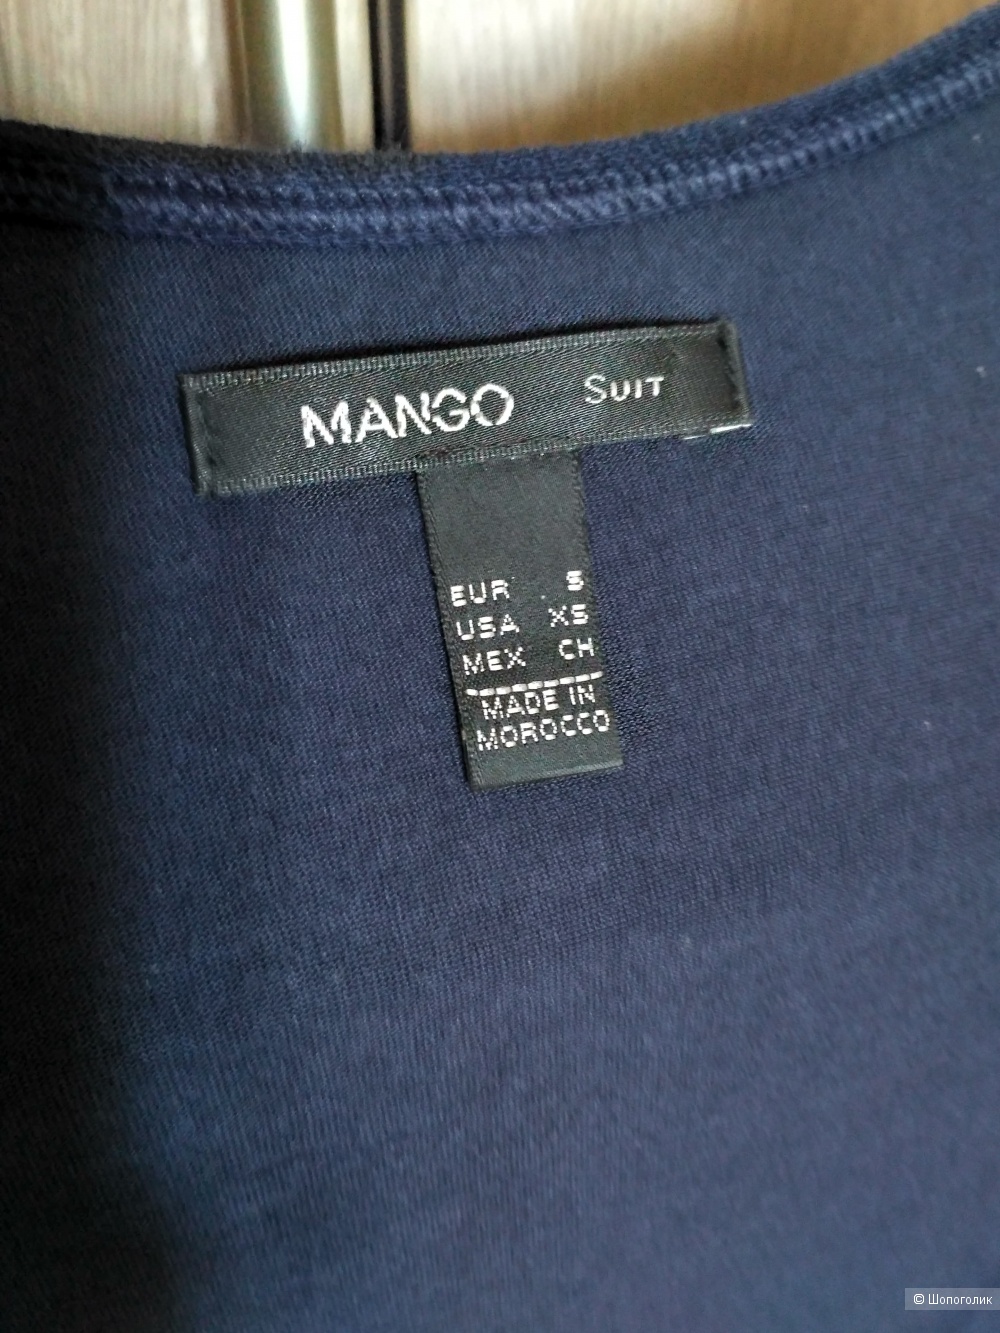 MANGO SUIT
EUR S
USA XS
MEX CH
MADE IN
MOROCCO
© Шопоголик